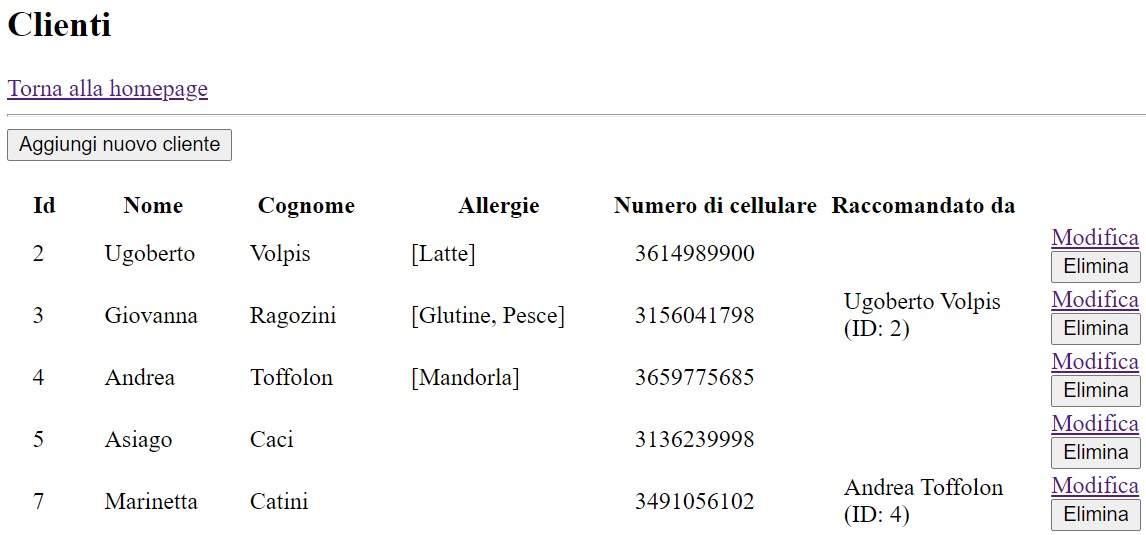 Clienti
Torna alla homepage
Aggiungi nuovo cliente
Id Nome Cognome Allergie Numero di cellulare Raccomandato da
2 Ugoberto Volpis [Latte] 3614989900 Modifica
Elimina
3 Giovanna Ragozini [Glutine, Pesce] 3156041798 Ugoberto Volpis Modifica
(ID: 2) Elimina
4 Andrea Toffolon [Mandorla] 3659775685 Modifica
Elimina
5 Asiago Caci 3136239998 Modifica
Elimina
7 Marinetta Catini 3491056102 Andrea Toffolon Modifica
(ID: 4) Elimina